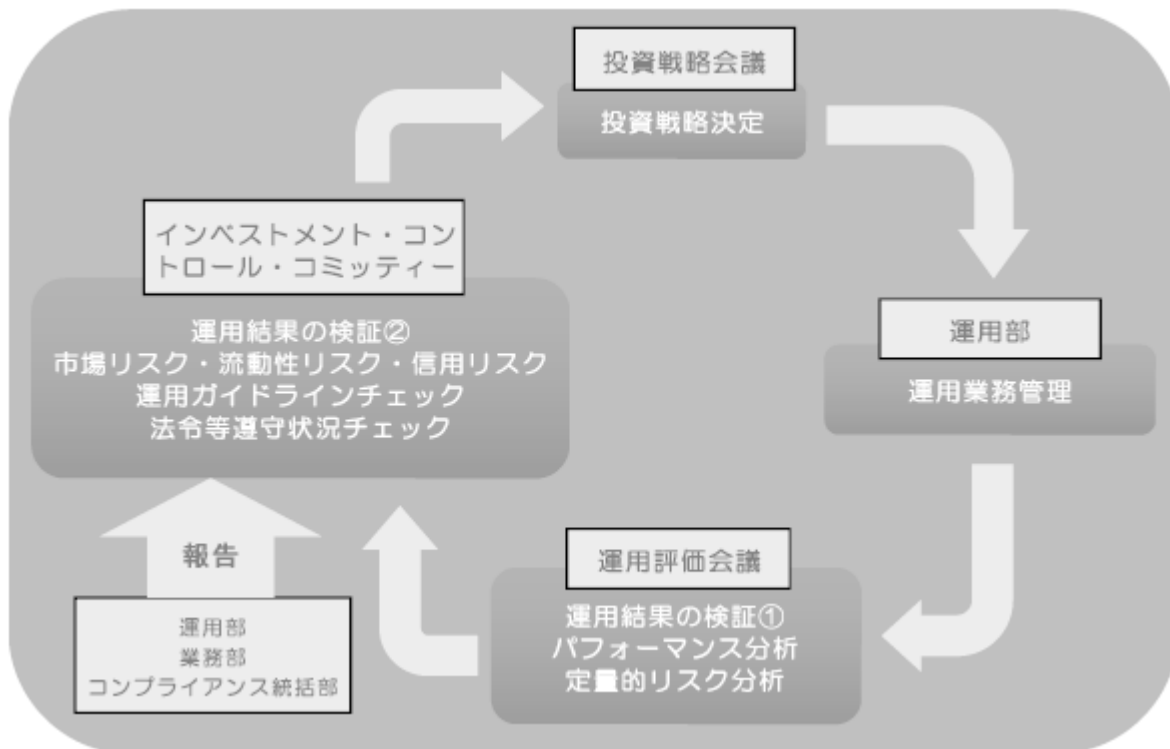 投資戦略会議
投資戦略決定
インベストメント・コン
トロール・コミッティー
運用結果の検証②
市場リスク・流動性リスク・信用リスク
運用ガイドラインチェック
法令等遵守状況チェック
運用部
運用業務管理
報告
運用部
業務部
コンプライアンス統括部
運用評価会議
運用結果の検証①
パフォーマンス分析
定量的リスク分析